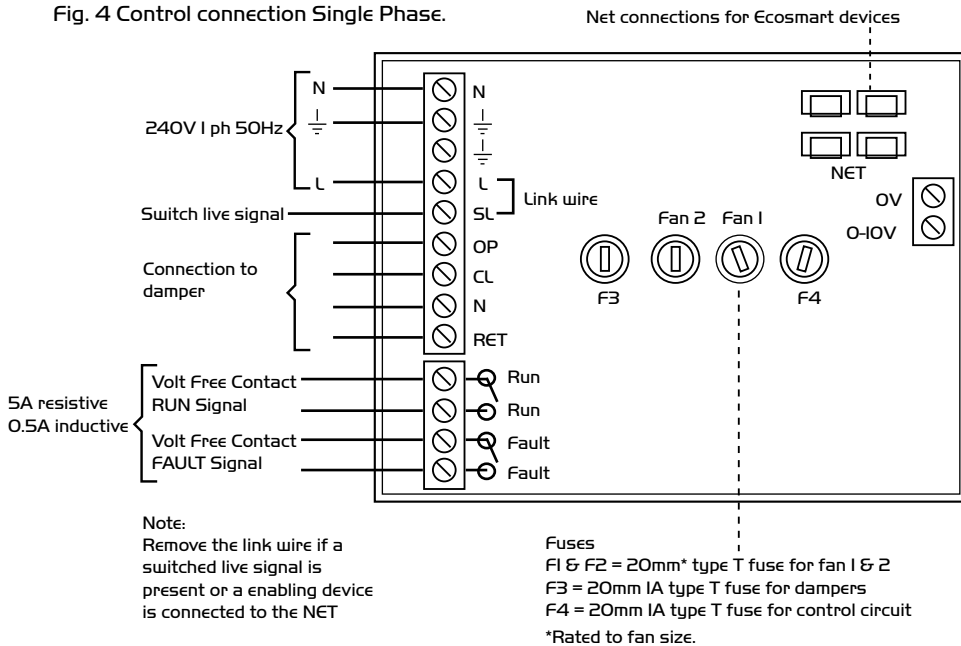 Fig. 4 Control connection Single Phase.
Net connections for Ecosmart devices
N
N
240V 1 ph 50Hz
L
L
Link wire
Switch live signal
SL
OP
Connection to
damper
CL
N
RET
NET
0V
0-10V
Fan 2
Fan 1
F3
F4
5A resistive
0.5A inductive
Volt Free Contact
RUN Signal
Volt Free Contact
FAULT Signal
Run
Run
Fault
Fault
Note:
Remove the link wire if a
switched live signal is
present or a enabling device
is connected to the NET
Fuses
F1 & F2 = 20mm* type T fuse for fan 1 & 2
F3 = 20mm 1A type T fuse for dampers
F4 = 20mm 1A type T fuse for control circuit
*Rated to fan size.